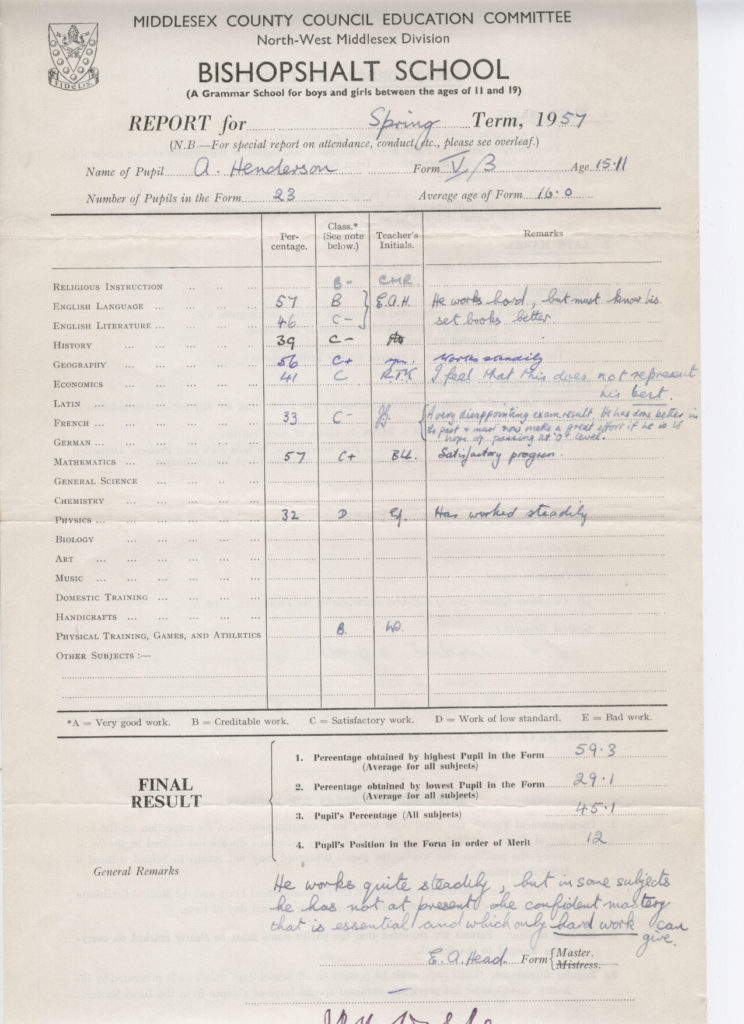 MIDDLESEX COUNTY COUNCIL EDUCATION COMMITTEE
North-West Middlesex Division
FIDELIS
BISHOPSHALT SCHOOL
(A Grammar School for boys and girls between the ages of 11 and 19)
REPORT for Spring Term, 1957
(N.B.—For special report on attendance, conduct, etc., please see overleaf.)
Name of Pupil A. Henderson Form V B Age 15·11
Number of Pupils in the Form 23 Average age of Form 16·0
Per-centage. Class.* (See note below.) Teacher's Initials. Remarks
RELIGIOUS INSTRUCTION B- CMR.
ENGLISH LANGUAGE 57 B E.A.H. He works hard, but must know his
ENGLISH LITERATURE 46 C- set books better
HISTORY 39 C-
GEOGRAPHY 56 C+ Works steadily
ECONOMICS 41 C RTK I feel that this does not represent
his best.
LATIN
FRENCH 33 C- A very disappointing exam. result. He has done better in
the past & must now make a great effort if he is to
hope of passing at 'O' level.
GERMAN
MATHEMATICS 57 C+ Satisfactory progress.
GENERAL SCIENCE
CHEMISTRY
PHYSICS 32 D Has worked steadily
BIOLOGY
ART
MUSIC
DOMESTIC TRAINING
HANDICRAFTS
PHYSICAL TRAINING, GAMES, AND ATHLETICS B. W.
OTHER SUBJECTS :—
*A = Very good work. B = Creditable work. C = Satisfactory work. D = Work of low standard. E = Bad work.
FINAL RESULT
1. Percentage obtained by highest Pupil in the Form 59·3
(Average for all subjects)
2. Percentage obtained by lowest Pupil in the Form 29·1
(Average for all subjects)
3. Pupil's Percentage (All subjects) 45·1
4. Pupil's Position in the Form in order of Merit 12
General Remarks
He works quite steadily, but in some subjects
he has not at present the confident mastery
that is essential and which only hard work can
give.
E. A. Head. Form Master.
Mistress.